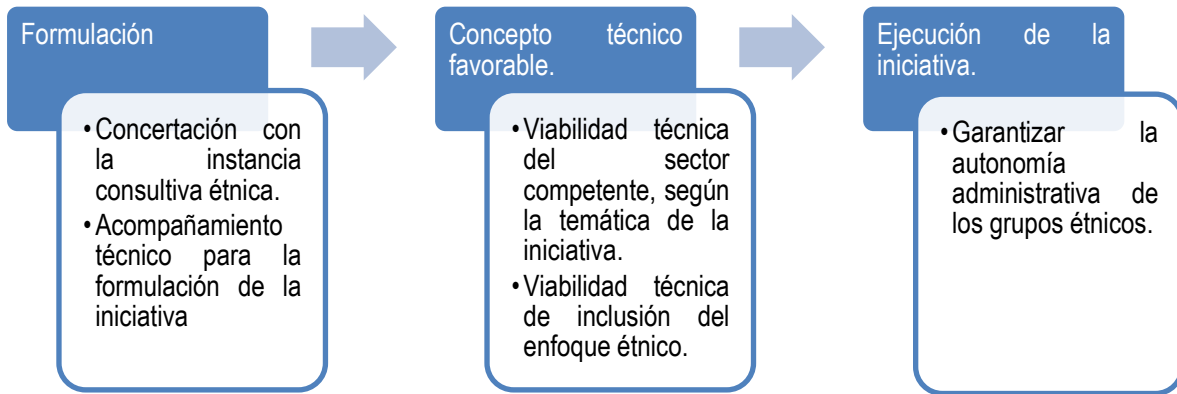 Formulación
•Concertación con
la instancia
consultiva étnica.
•Acompañamiento
técnico para la
formulación de la
iniciativa
Concepto técnico
favorable.
•Viabilidad técnica
del sector
competente, según
la temática de la
iniciativa.
•Viabilidad técnica
de inclusión del
enfoque étnico.
Ejecución de la
iniciativa.
•Garantizar la
autonomía
administrativa de
los grupos étnicos.